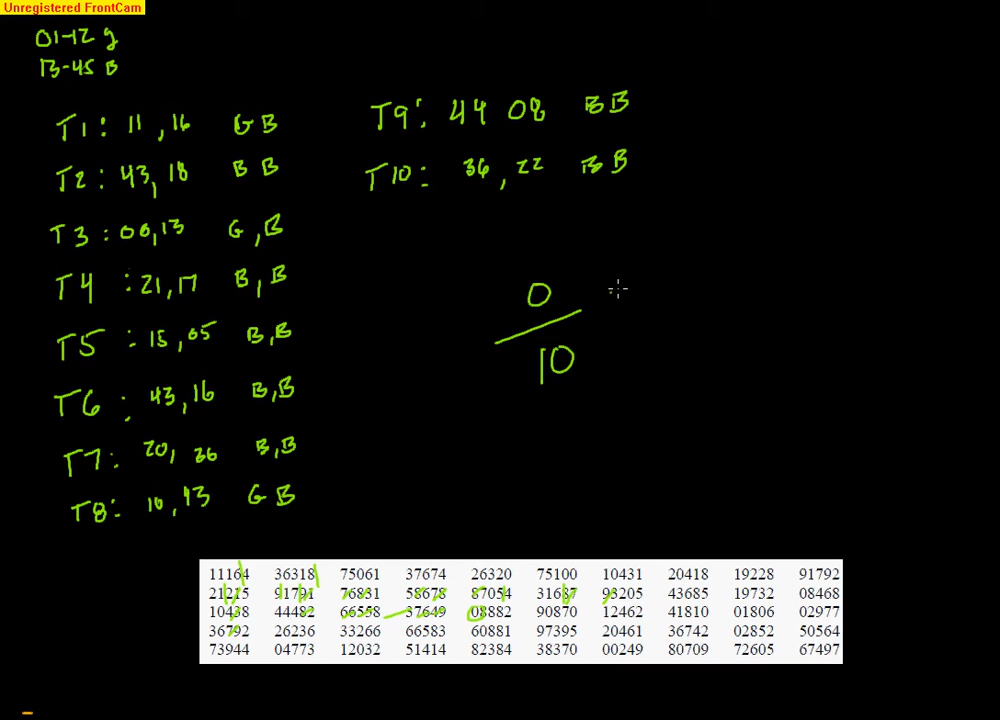 Unregistered FrontCam
01-12 g
13-45 B
T1: 11, 16 G B
T2: 43, 18 B B
T3: 06, 13 G, B
T4: 21, 17 B, B
T5: 15, 05 B, B
T6: 43, 16 B, B
T7: 20, 36 B, B
T8: 10, 43 G B
T9: 44 08 B B
T10: 36, 22 B B
0
10
11164 36318 75061 37674 26320 75100 10431 20418 19228 91792
21215 91791 76831 58678 87054 31687 93205 43685 19732 08468
10438 44482 66558 37649 08882 90870 12462 41810 01806 02977
36792 26236 33266 66583 60881 97395 20461 36742 02852 50564
73944 04773 12032 51414 82384 38370 00249 80709 72605 67497